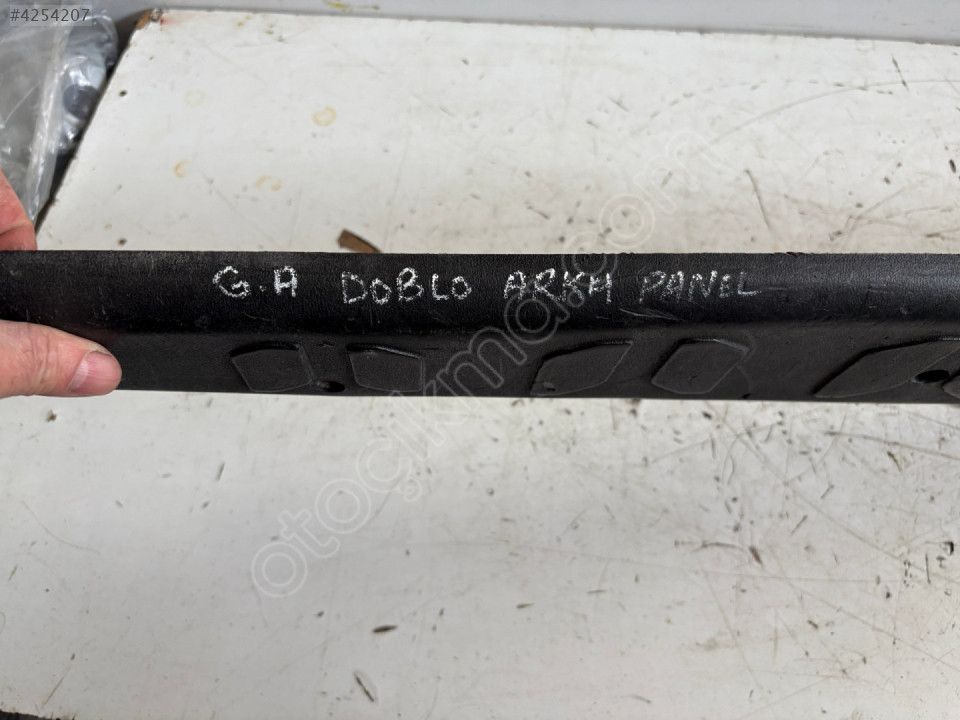 #4254207
G.A DOBLO ARKA PANEL
otoçıkma.com